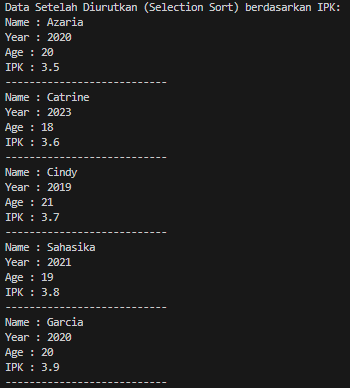 Data Setelah Diurutkan (Selection Sort) berdasarkan IPK:
Name : Azaria
Year : 2020
Age : 20
IPK : 3.5
---------------------------
Name : Catrine
Year : 2023
Age : 18
IPK : 3.6
---------------------------
Name : Cindy
Year : 2019
Age : 21
IPK : 3.7
---------------------------
Name : Sahasika
Year : 2021
Age : 19
IPK : 3.8
---------------------------
Name : Garcia
Year : 2020
Age : 20
IPK : 3.9
---------------------------